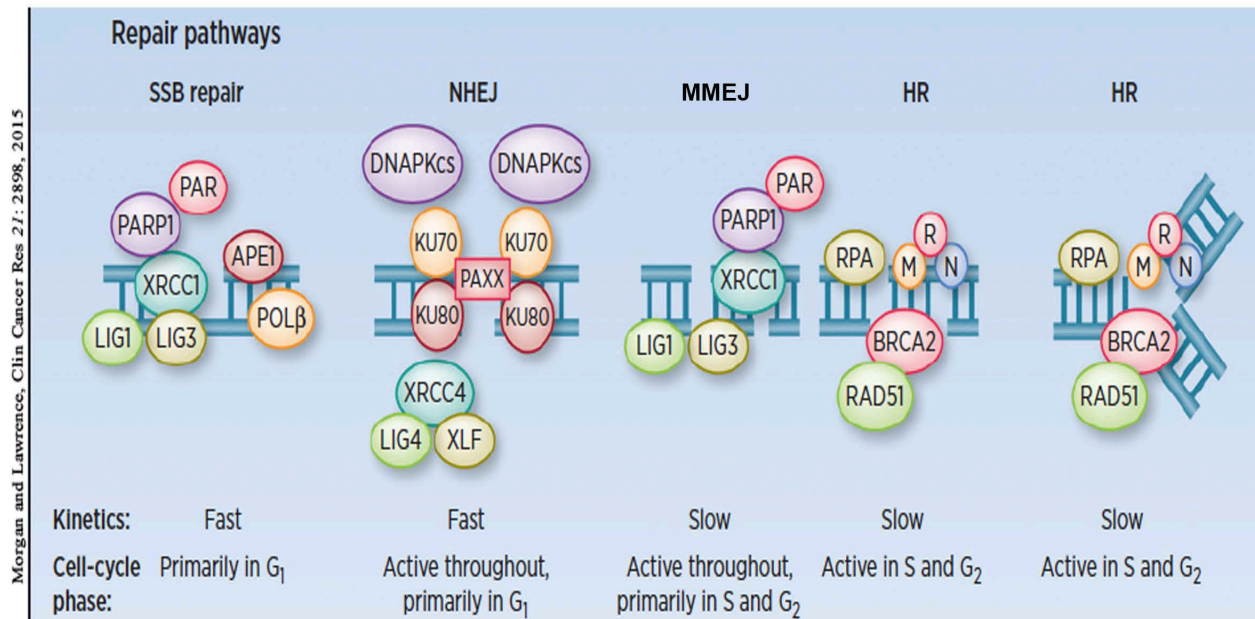 Morgan and Lawrence, Clin Cancer Res 21: 2898, 2015
Repair pathways
SSB repair
PAR
PARP1
APE1
XRCC1
POLβ
LIG1
LIG3
NHEJ
DNAPKcs
DNAPKcs
KU70
KU70
PAXX
KU80
KU80
XRCC4
LIG4
XLF
MMEJ
PAR
PARP1
XRCC1
LIG1
LIG3
HR
RPA
M
R
N
BRCA2
RAD51
HR
RPA
M
R
N
BRCA2
RAD51
Kinetics: Fast Fast Slow Slow Slow
Cell-cycle Primarily in G₁ Active throughout, Active throughout, Active in S and G₂ Active in S and G₂
phase: primarily in G₁ primarily in S and G₂